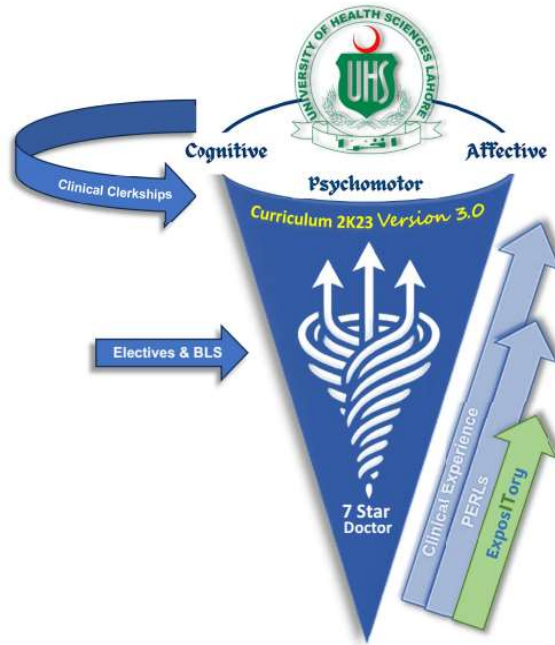 UNIVERSITY OF HEALTH SCIENCES LAHORE
UHS
Cognitive
Affective
Psychomotor
Clinical Clerkships
Curriculum 2K23 Version 3.0
Electives & BLS
7 Star
Doctor
Clinical Experience
PERLs
ExposITory